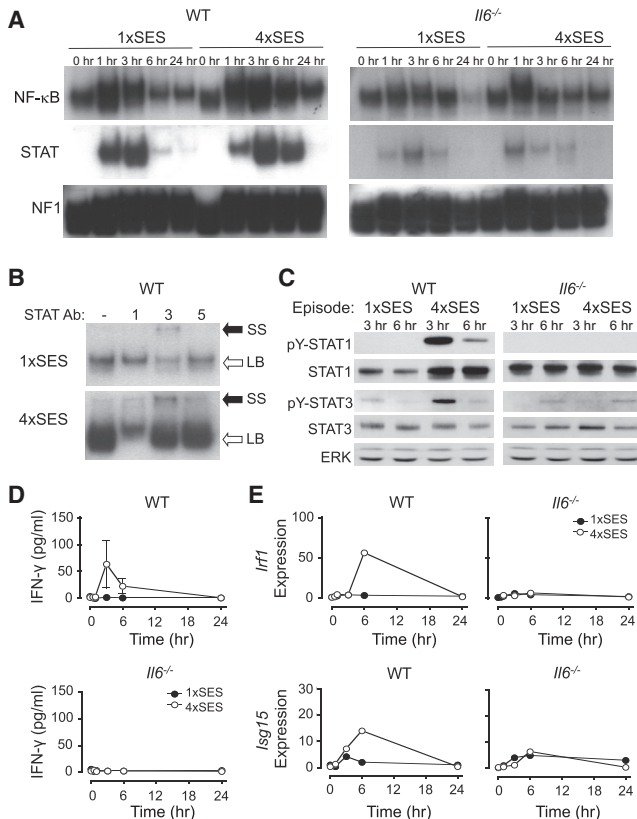 A
WT
Il6-/-
1xSES 4xSES 1xSES 4xSES
0 hr 1 hr 3 hr 6 hr 24 hr 0 hr 1 hr 3 hr 6 hr 24 hr 0 hr 1 hr 3 hr 6 hr 24 hr 0 hr 1 hr 3 hr 6 hr 24 hr
NF-κB
STAT
NF1
B
WT
STAT Ab: - 1 3 5
1xSES
SS
LB
4xSES
SS
LB
C
WT Il6-/-
Episode: 1xSES 4xSES 1xSES 4xSES
3 hr 6 hr 3 hr 6 hr 3 hr 6 hr 3 hr 6 hr
pY-STAT1
STAT1
pY-STAT3
STAT3
ERK
D
WT
IFN-γ (pg/ml)
150
100
50
0
0 6 12 18 24
Time (hr)
Il6-/-
1xSES
4xSES
IFN-γ (pg/ml)
150
100
50
0
0 6 12 18 24
Time (hr)
E
WT
Irf1
Expression
100
50
0
0 6 12 18 24
Time (hr)
Il6-/-
1xSES
4xSES
0 6 12 18 24
Time (hr)
WT
Isg15
Expression
30
20
10
0
0 6 12 18 24
Time (hr)
Il6-/-
0 6 12 18 24
Time (hr)